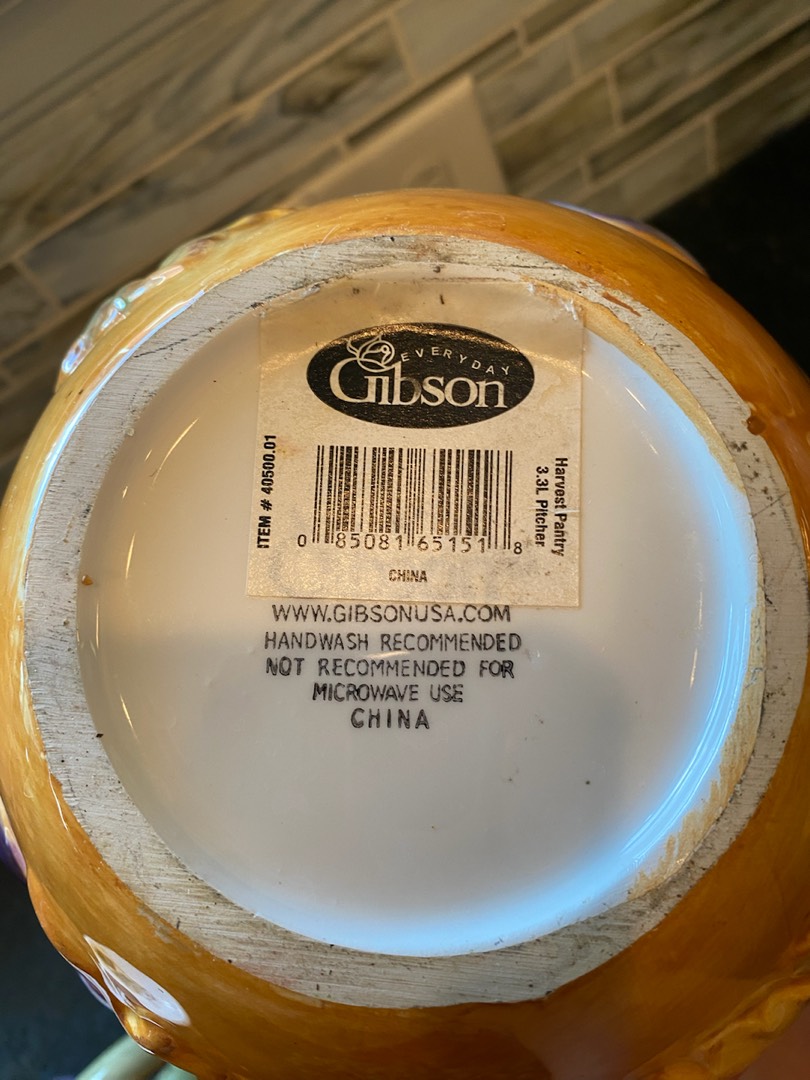 EVERYDAY
Gibson
ITEM # 40500.01
Harvest Pantry
3.3L Pitcher
0 85081 65151 8
CHINA
WWW.GIBSONUSA.COM
HANDWASH RECOMMENDED
NOT RECOMMENDED FOR
MICROWAVE USE
CHINA